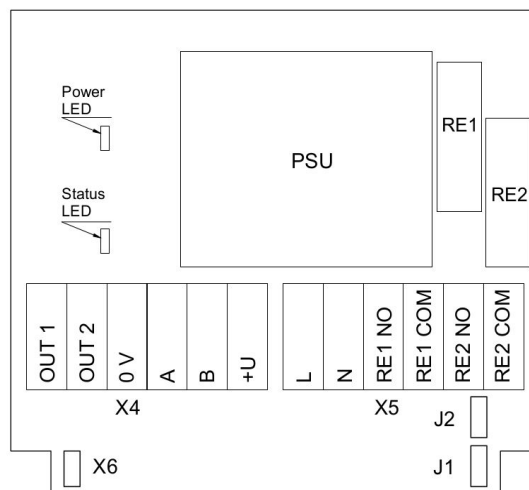 Power
LED
Status
LED
PSU
RE1
RE2
OUT 1
OUT 2
0 V
A
B
+U
L
N
RE1 NO
RE1 COM
RE2 NO
RE2 COM
X4
X5
J2
X6
J1